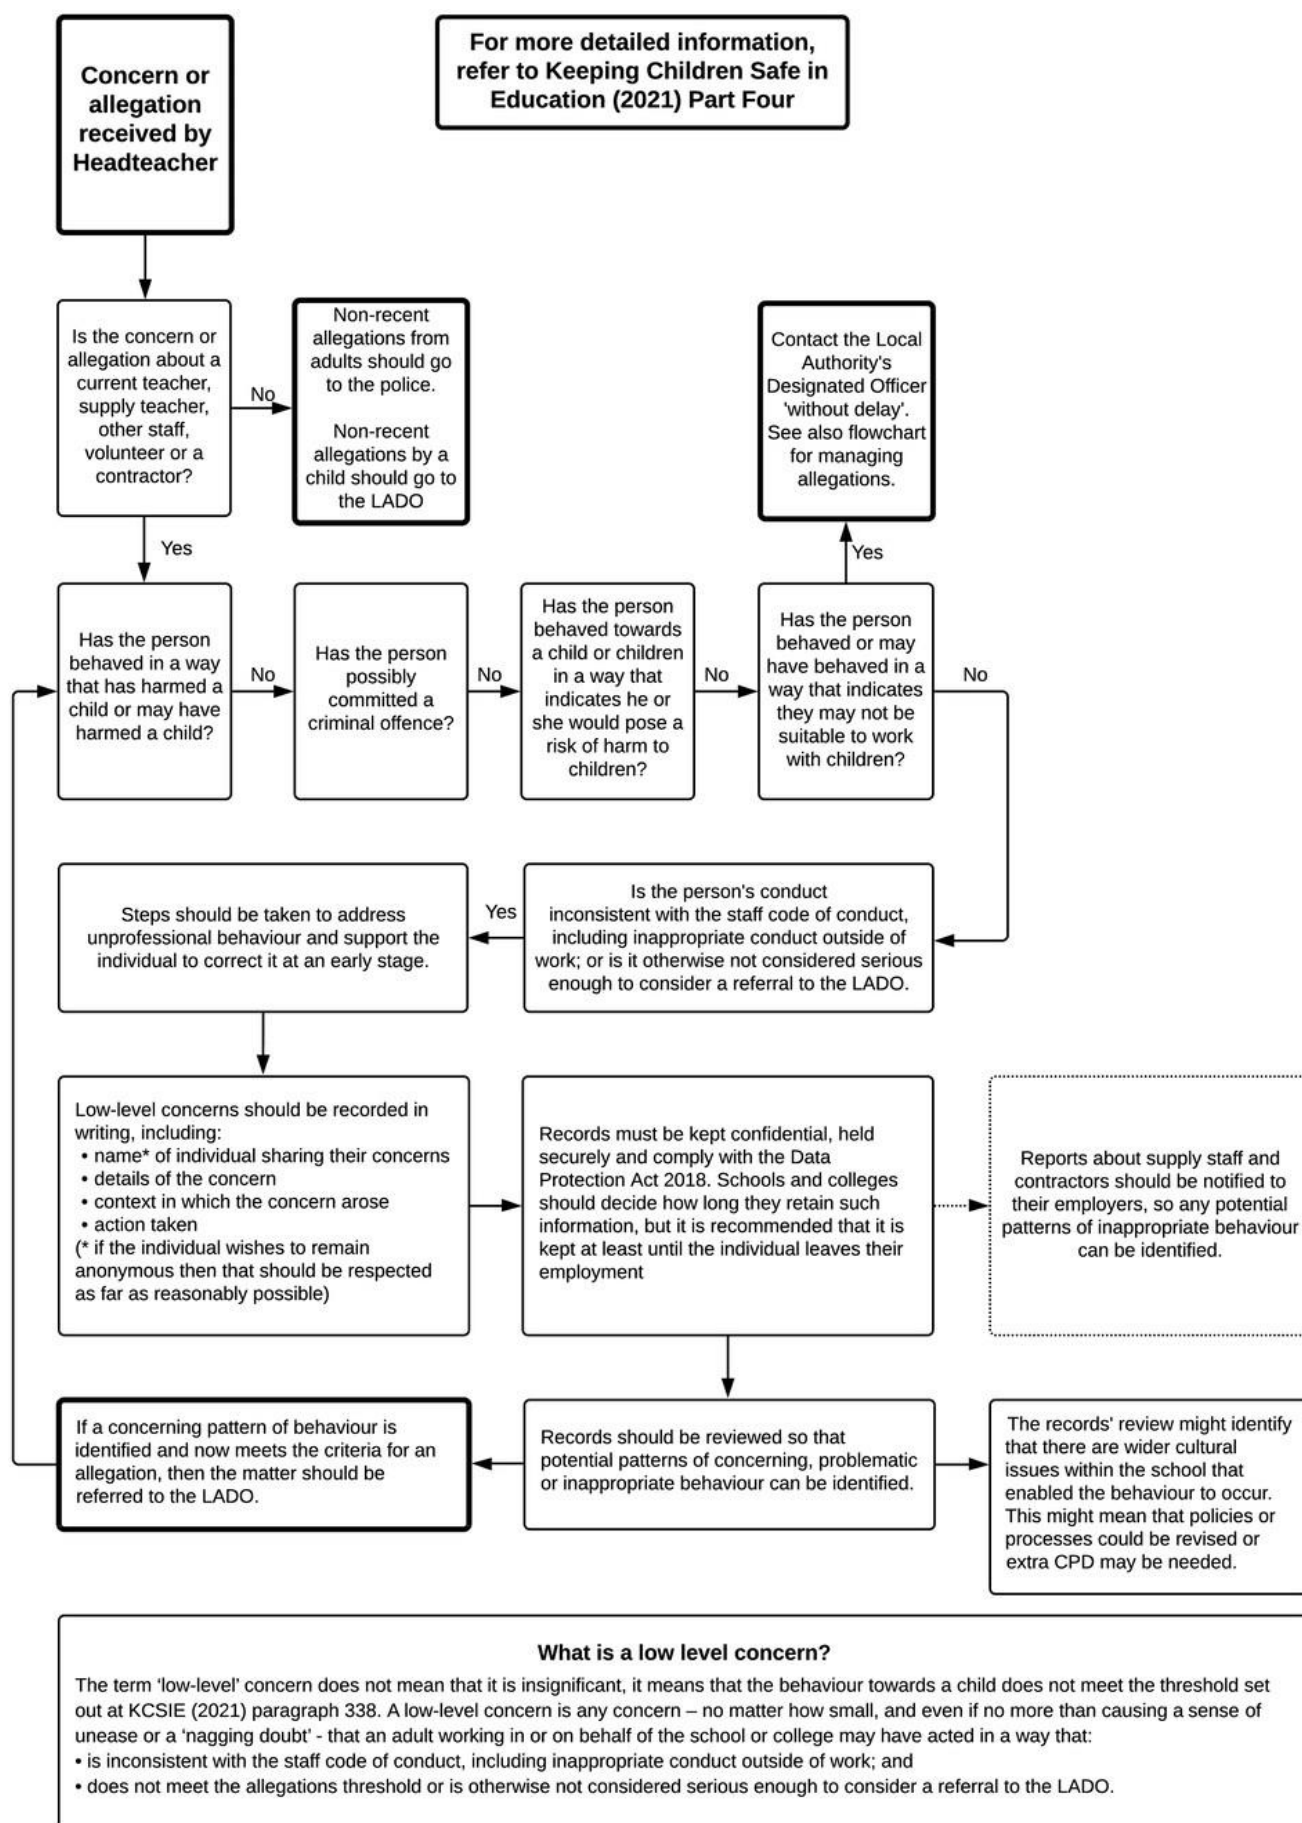 Concern or
allegation
received by
Headteacher
For more detailed information,
refer to Keeping Children Safe in
Education (2021) Part Four
Is the concern or
allegation about a
current teacher,
supply teacher,
other staff,
volunteer or a
contractor?
No
Non-recent
allegations from
adults should go
to the police.
Non-recent
allegations by a
child should go to
the LADO
Contact the Local
Authority's
Designated Officer
'without delay'.
See also flowchart
for managing
allegations.
Yes
Yes
Has the person
behaved in a way
that has harmed a
child or may have
harmed a child?
No
Has the person
possibly
committed a
criminal offence?
No
Has the person
behaved towards
a child or children
in a way that
indicates he or
she would pose a
risk of harm to
children?
No
Has the person
behaved or may
have behaved in a
way that indicates
they may not be
suitable to work
with children?
No
Steps should be taken to address
unprofessional behaviour and support the
individual to correct it at an early stage.
Yes
Is the person's conduct
inconsistent with the staff code of conduct,
including inappropriate conduct outside of
work; or is it otherwise not considered serious
enough to consider a referral to the LADO.
Low-level concerns should be recorded in
writing, including:
• name* of individual sharing their concerns
• details of the concern
• context in which the concern arose
• action taken
(* if the individual wishes to remain
anonymous then that should be respected
as far as reasonably possible)
Records must be kept confidential, held
securely and comply with the Data
Protection Act 2018. Schools and colleges
should decide how long they retain such
information, but it is recommended that it is
kept at least until the individual leaves their
employment
Reports about supply staff and
contractors should be notified to
their employers, so any potential
patterns of inappropriate behaviour
can be identified.
If a concerning pattern of behaviour is
identified and now meets the criteria for an
allegation, then the matter should be
referred to the LADO.
Records should be reviewed so that
potential patterns of concerning, problematic
or inappropriate behaviour can be identified.
The records' review might identify
that there are wider cultural
issues within the school that
enabled the behaviour to occur.
This might mean that policies or
processes could be revised or
extra CPD may be needed.
What is a low level concern?
The term ‘low-level’ concern does not mean that it is insignificant, it means that the behaviour towards a child does not meet the threshold set
out at KCSIE (2021) paragraph 338. A low-level concern is any concern – no matter how small, and even if no more than causing a sense of
unease or a ‘nagging doubt' - that an adult working in or on behalf of the school or college may have acted in a way that:
• is inconsistent with the staff code of conduct, including inappropriate conduct outside of work; and
• does not meet the allegations threshold or is otherwise not considered serious enough to consider a referral to the LADO.